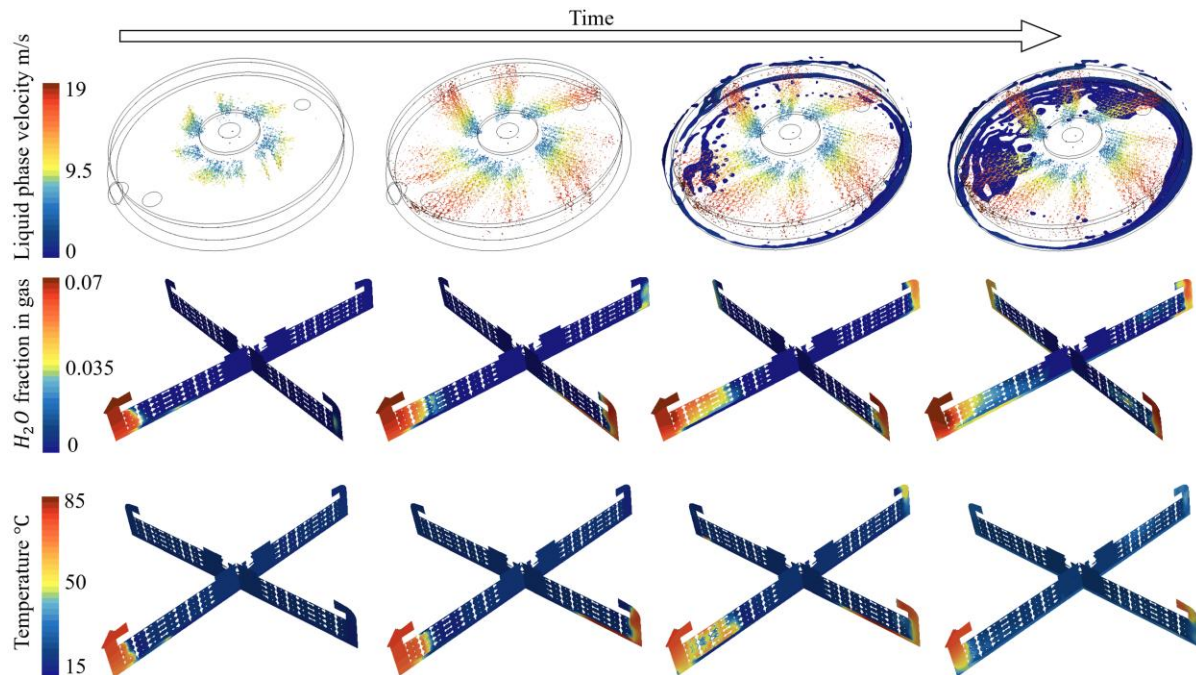 Time
Liquid phase velocity m/s
19
9.5
0
H₂O fraction in gas
0.07
0.035
0
Temperature °C
85
50
15